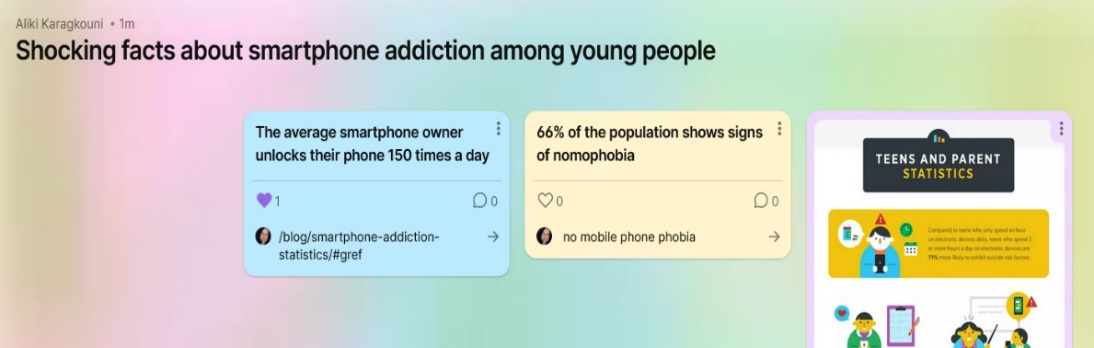 Aliki Karagkouni • 1m
Shocking facts about smartphone addiction among young people
The average smartphone owner
unlocks their phone 150 times a day
1
0
/blog/smartphone-addiction-
statistics/#gref
66% of the population shows signs
of nomophobia
0
0
no mobile phone phobia
TEENS AND PARENT
STATISTICS
Compared to teens who only spend an hour
on electronic devices daily, teens who spend 5
or more hours a day on electronic devices are
71% more likely to exhibit suicide risk factors.